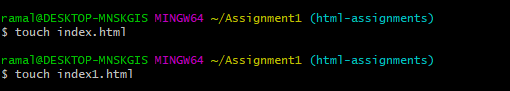 ramal@DESKTOP-MNSKGIS MINGW64 ~/Assignment1 (html-assignments)
$ touch index.html
ramal@DESKTOP-MNSKGIS MINGW64 ~/Assignment1 (html-assignments)
$ touch index1.html